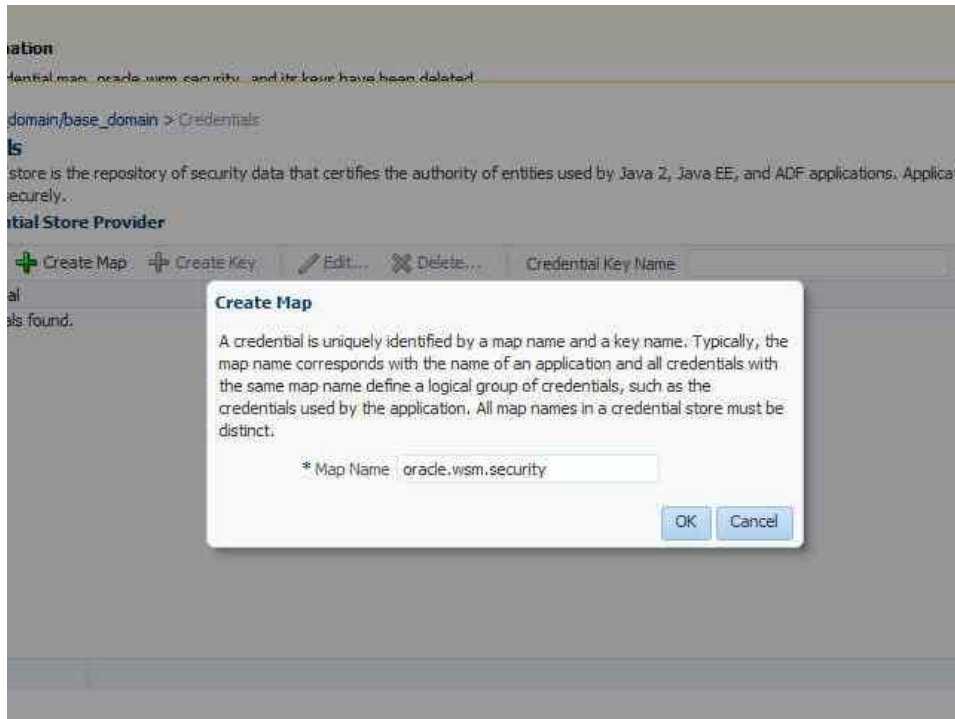 ation
dential map, oracle.wsm.security, and its keys have been deleted
domain/base_domain > Credentials
ls
store is the repository of security data that certifies the authority of entities used by Java 2, Java EE, and ADF applications. Applica
securely.
tial Store Provider
Create Map Create Key Edit... Delete... Credential Key Name
al
als found.
Create Map
A credential is uniquely identified by a map name and a key name. Typically, the
map name corresponds with the name of an application and all credentials with
the same map name define a logical group of credentials, such as the
credentials used by the application. All map names in a credential store must be
distinct.
* Map Name oracle.wsm.security
OK Cancel